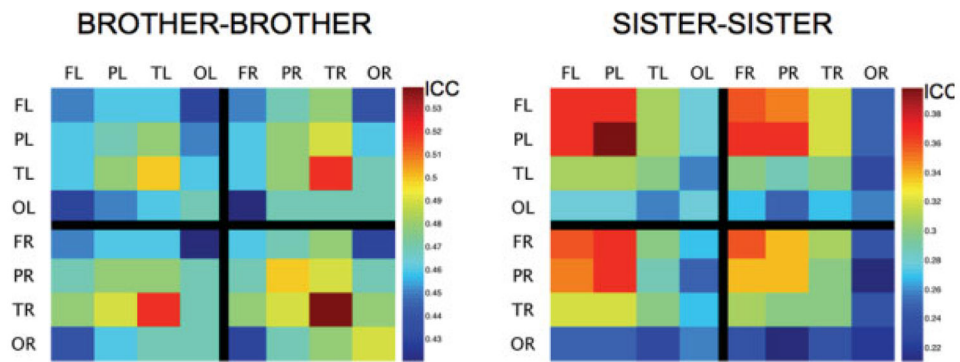 BROTHER-BROTHER
SISTER-SISTER
FL PL TL OL FR PR TR OR
ICC
FL
PL
TL
OL
FR
PR
TR
OR
0.53
0.52
0.51
0.5
0.49
0.48
0.47
0.46
0.45
0.44
0.43
FL PL TL OL FR PR TR OR
ICC
FL
PL
TL
OL
FR
PR
TR
OR
0.38
0.36
0.34
0.32
0.3
0.28
0.26
0.24
0.22